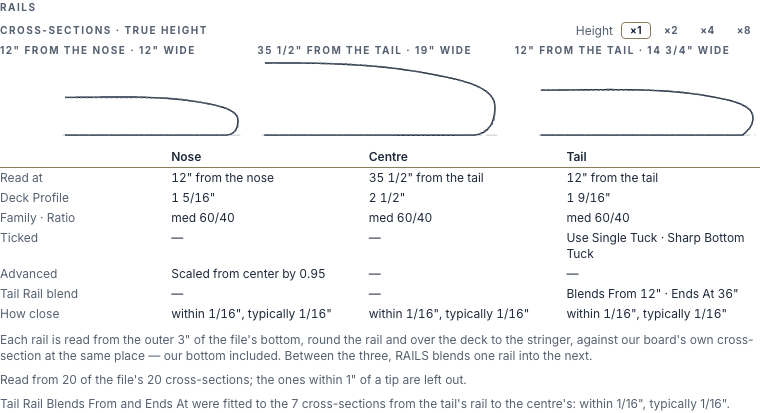 RAILS
CROSS-SECTIONS · TRUE HEIGHT
Height ×1 ×2 ×4 ×8
12" FROM THE NOSE · 12" WIDE
35 1/2" FROM THE TAIL · 19" WIDE
12" FROM THE TAIL · 14 3/4" WIDE
Nose Centre Tail
Read at 12" from the nose 35 1/2" from the tail 12" from the tail
Deck Profile 1 5/16" 2 1/2" 1 9/16"
Family · Ratio med 60/40 med 60/40 med 60/40
Ticked — — Use Single Tuck · Sharp Bottom
Tuck
Advanced Scaled from center by 0.95 — —
Tail Rail blend — — Blends From 12" · Ends At 36"
How close within 1/16", typically 1/16" within 1/16", typically 1/16" within 1/16", typically 1/16"
Each rail is read from the outer 3" of the file's bottom, round the rail and over the deck to the stringer, against our board's own cross-
section at the same place — our bottom included. Between the three, RAILS blends one rail into the next.
Read from 20 of the file's 20 cross-sections; the ones within 1" of a tip are left out.
Tail Rail Blends From and Ends At were fitted to the 7 cross-sections from the tail's rail to the centre's: within 1/16", typically 1/16".